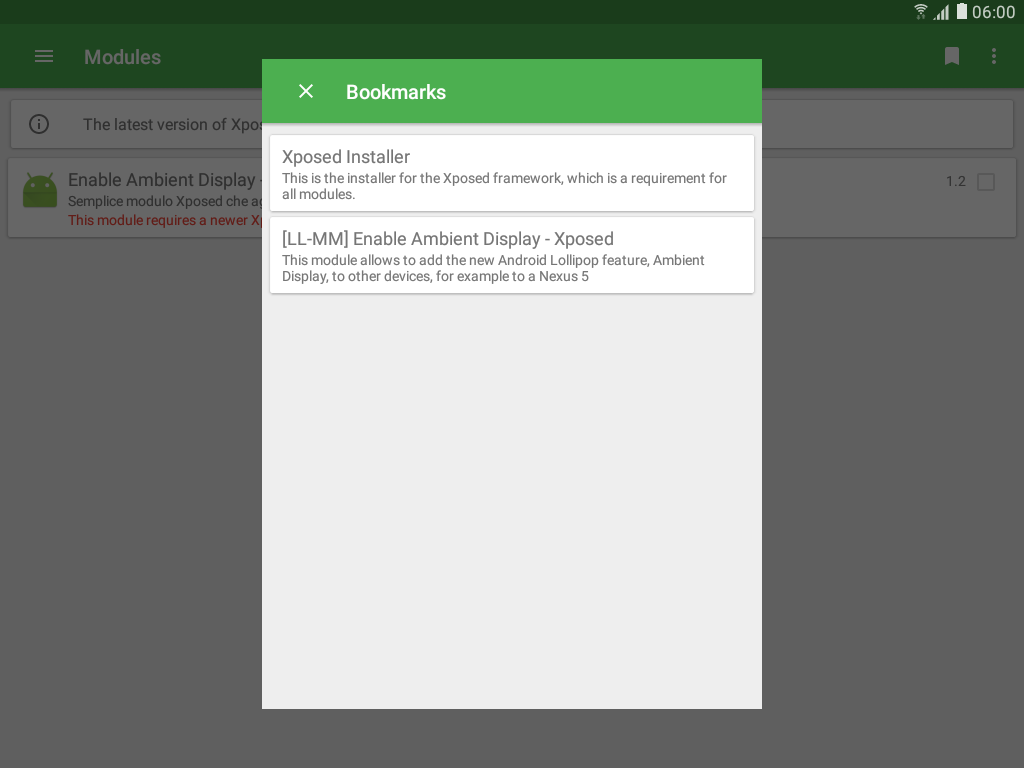 06:00
Modules
Bookmarks
The latest version of Xpos
Xposed Installer
This is the installer for the Xposed framework, which is a requirement for
all modules.
Enable Ambient Display -
1.2
Semplice modulo Xposed che ag
This module requires a newer Xp
[LL-MM] Enable Ambient Display - Xposed
This module allows to add the new Android Lollipop feature, Ambient
Display, to other devices, for example to a Nexus 5